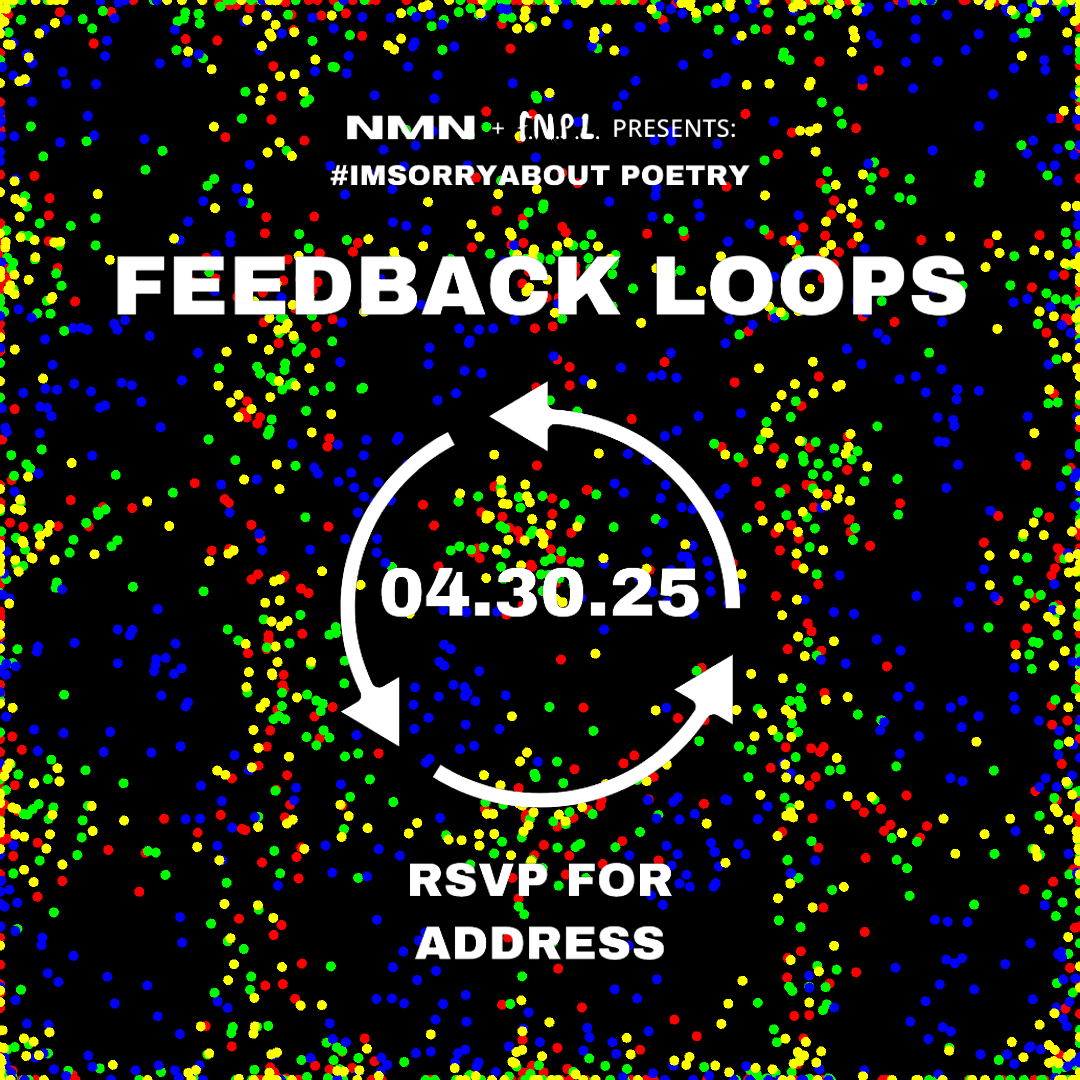 NMN + F.N.P.L. PRESENTS:
#IMSORRYABOUT POETRY
FEEDBACK LOOPS
04.30.25
RSVP FOR
ADDRESS